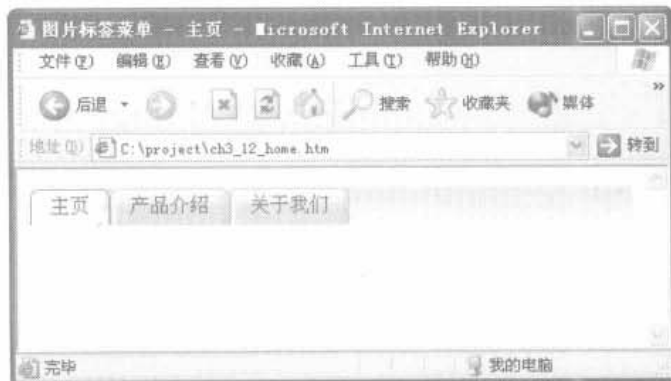 图片标签菜单 - 主页 - Microsoft Internet Explorer
文件(F) 编辑(E) 查看(V) 收藏(A) 工具(T) 帮助(H)
后退 搜索 收藏夹 媒体 »
地址(D) C:\project\ch3_12_home.htm 转到
主页 产品介绍 关于我们
完毕 我的电脑